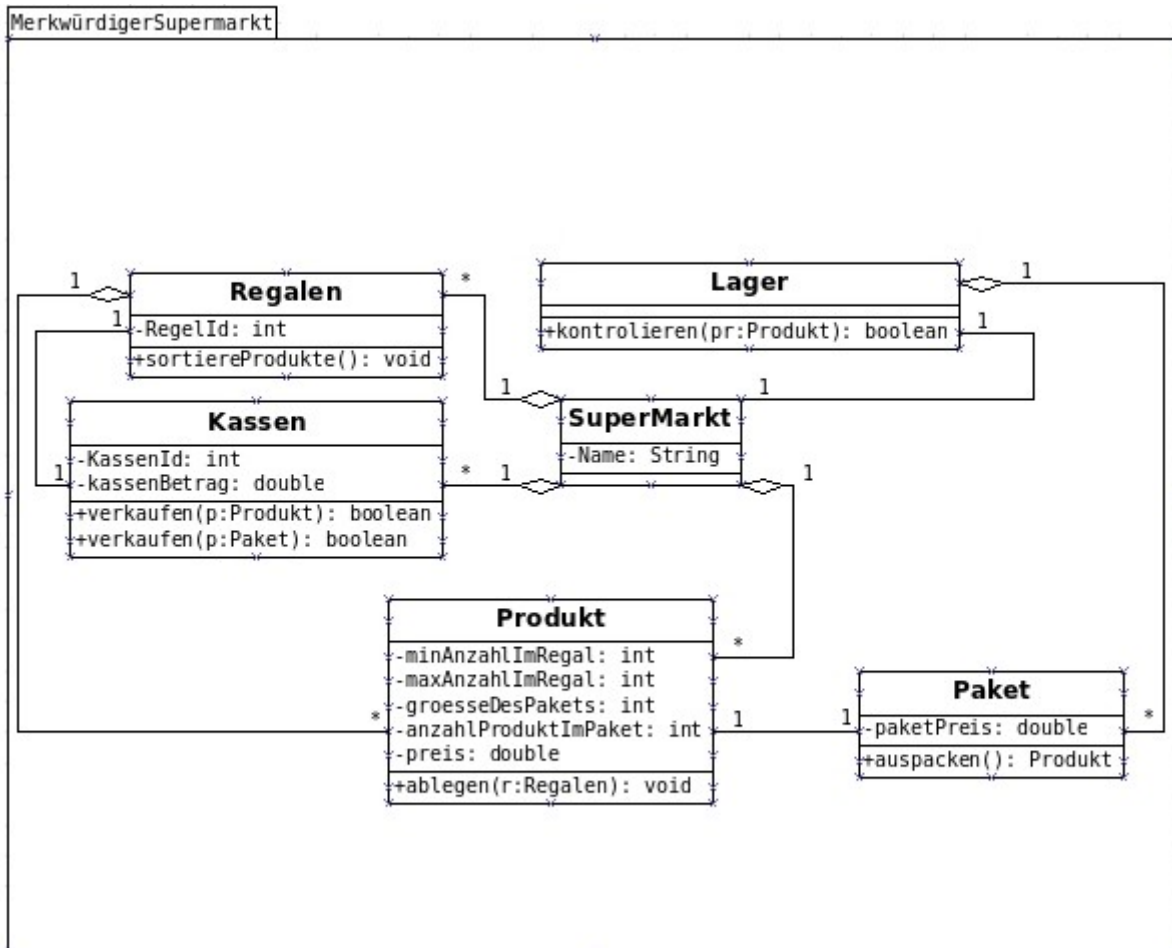 MerkwürdigerSupermarkt
1
Regalen
1
-RegelId: int
+sortiereProdukte(): void
*
Lager
1
+kontrolieren(pr:Produkt): boolean
1
Kassen
1
-KassenId: int
-kassenBetrag: double
+verkaufen(p:Produkt): boolean
+verkaufen(p:Paket): boolean
*
1
1
SuperMarkt
-Name: String
1
1
Produkt
-minAnzahlImRegal: int
-maxAnzahlImRegal: int
-groesseDesPakets: int
-anzahlProduktImPaket: int
-preis: double
+ablegen(r:Regalen): void
*
*
1
1
Paket
-paketPreis: double
+auspacken(): Produkt
*